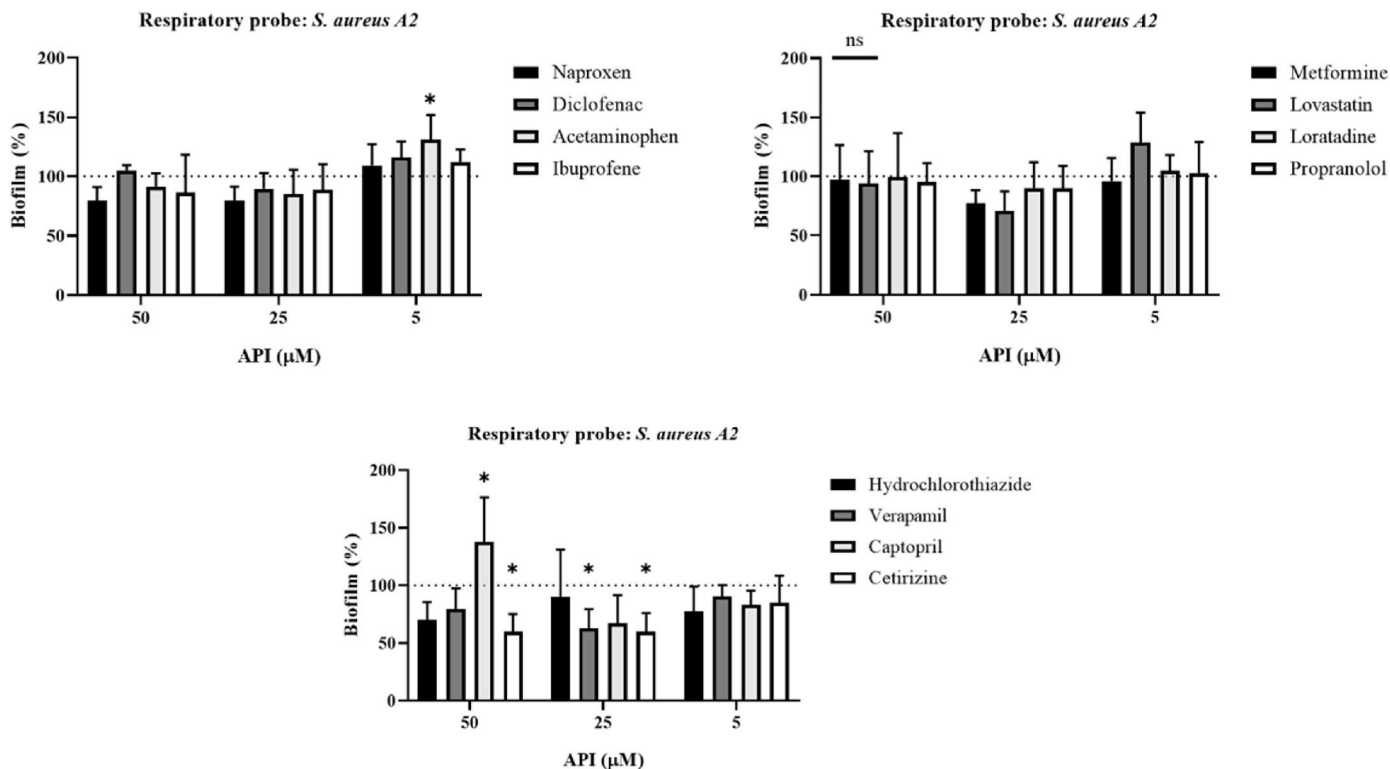 Respiratory probe: S. aureus A2
200
150
100
50
0
Biofilm (%)
*
50
25
5
API (μM)
Naproxen
Diclofenac
Acetaminophen
Ibuprofene
Respiratory probe: S. aureus A2
ns
200
150
100
50
0
Biofilm (%)
50
25
5
API (μM)
Metformine
Lovastatin
Loratadine
Propranolol
Respiratory probe: S. aureus A2
200
150
100
50
0
Biofilm (%)
*
*
*
*
50
25
5
API (μM)
Hydrochlorothiazide
Verapamil
Captopril
Cetirizine